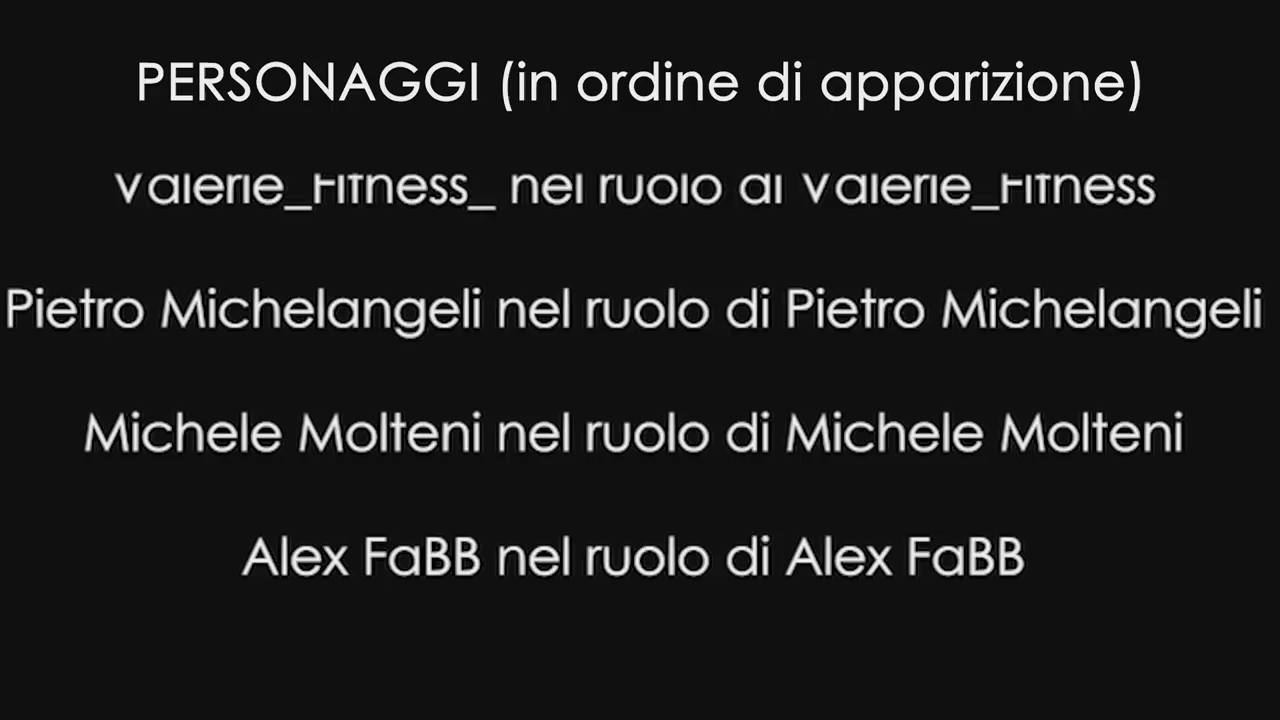 PERSONAGGI (in ordine di apparizione)
Valerie_Fitness_ nel ruolo di Valerie_Fitness
Pietro Michelangeli nel ruolo di Pietro Michelangeli
Michele Molteni nel ruolo di Michele Molteni
Alex FaBB nel ruolo di Alex FaBB